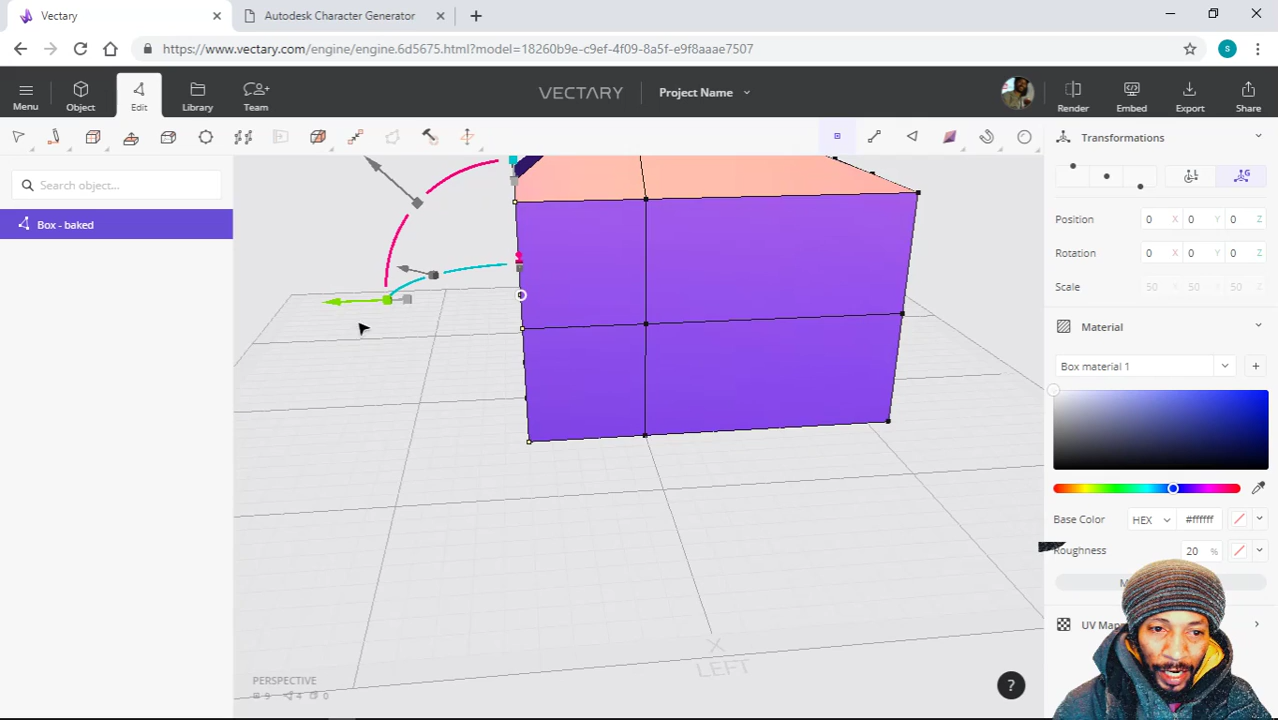 Vectary
Autodesk Character Generator
https://www.vectary.com/engine/engine.6d5675.html?model=18260b9e-c9ef-4f09-8a5f-e9f8aaae7507
S
Menu
Object
Edit
Library
Team
VECTARY
Project Name
Render
Embed
Export
Share
Search object...
Box - baked
Transformations
Position 0 X 0 Y 0 Z
Rotation 0 X 0 Y 0 Z
Scale 50 X 50 Y 50 Z
Material
Box material 1
Base Color HEX #ffffff
Roughness 20 %
X
LEFT
PERSPECTIVE
9 4 0
?